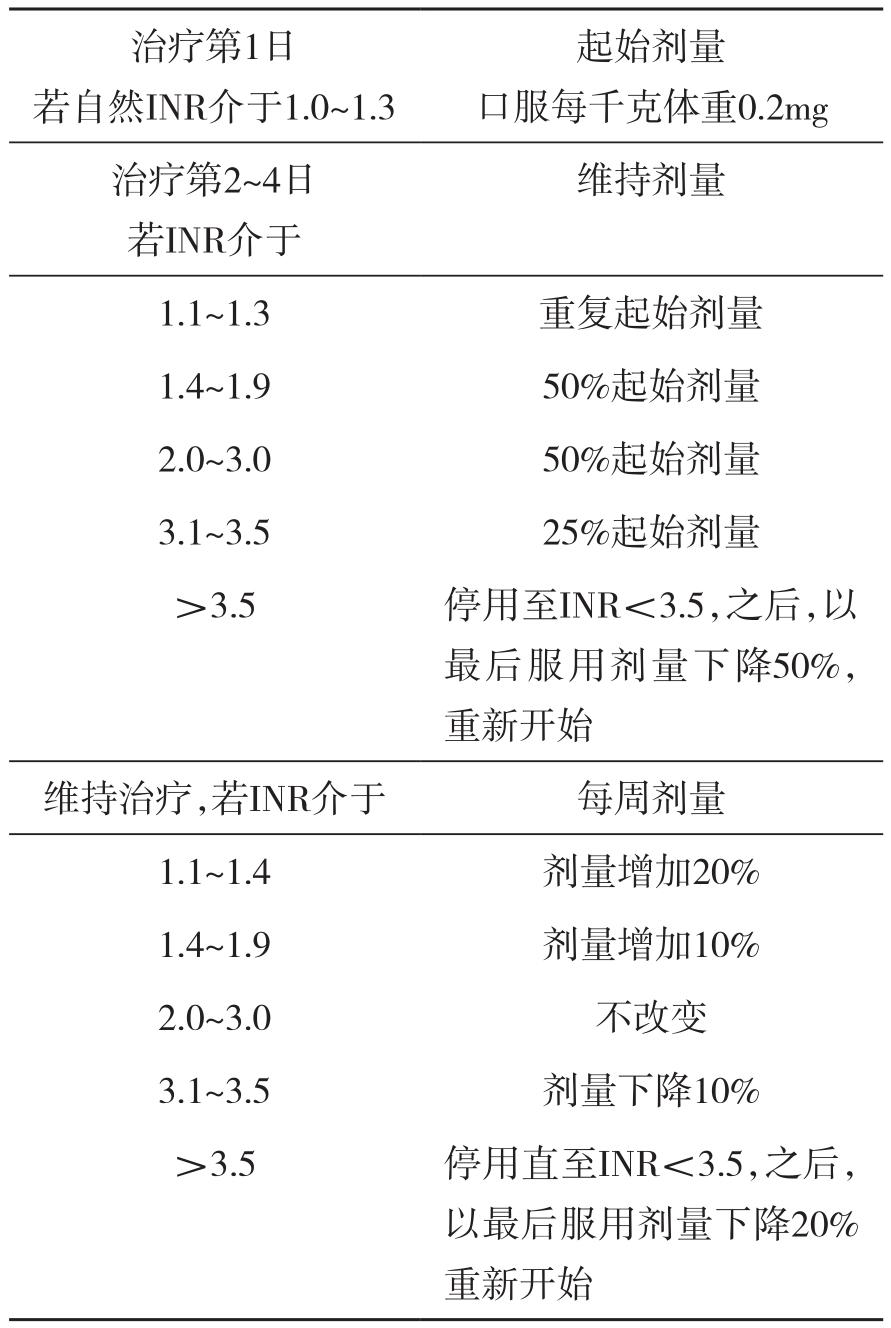 治疗第1日 起始剂量
若自然INR介于1.0~1.3 口服每千克体重0.2mg
治疗第2~4日 维持剂量
若INR介于
1.1~1.3 重复起始剂量
1.4~1.9 50%起始剂量
2.0~3.0 50%起始剂量
3.1~3.5 25%起始剂量
>3.5 停用至INR<3.5,之后,以
最后服用剂量下降50%,
重新开始
维持治疗,若INR介于 每周剂量
1.1~1.4 剂量增加20%
1.4~1.9 剂量增加10%
2.0~3.0 不改变
3.1~3.5 剂量下降10%
>3.5 停用直至INR<3.5,之后,
以最后服用剂量下降20%
重新开始